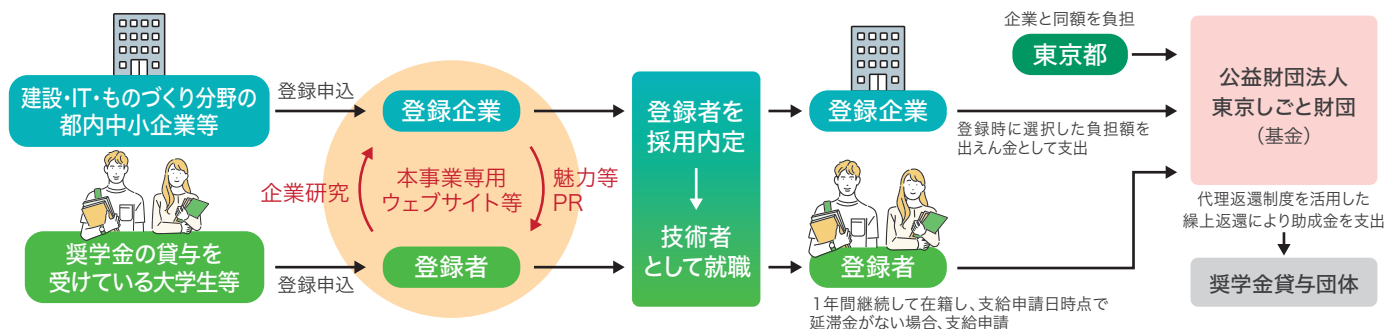 建設・IT・ものづくり分野の
都内中小企業等
登録申込
奨学金の貸与を
受けている大学生等
登録申込
登録企業
企業研究
本事業専用
ウェブサイト等
魅力等
PR
登録者
登録者を
採用内定
技術者
として就職
登録企業
登録時に選択した負担額を
出えん金として支出
登録者
1年間継続して在籍し、支給申請日時点で
延滞金がない場合、支給申請
企業と同額を負担
東京都
公益財団法人
東京しごと財団
（基金）
代理返還制度を活用した
繰上返還により助成金を支出
奨学金貸与団体